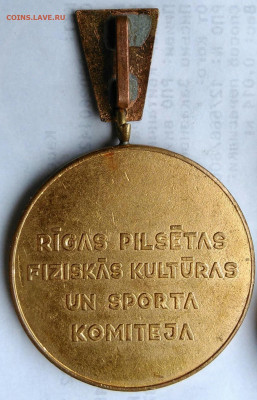 COINS.LAVE.RU
RĪGAS PILSĒTAS
FIZISKĀS KULTŪRAS
UN SPORTA
KOMITEJA